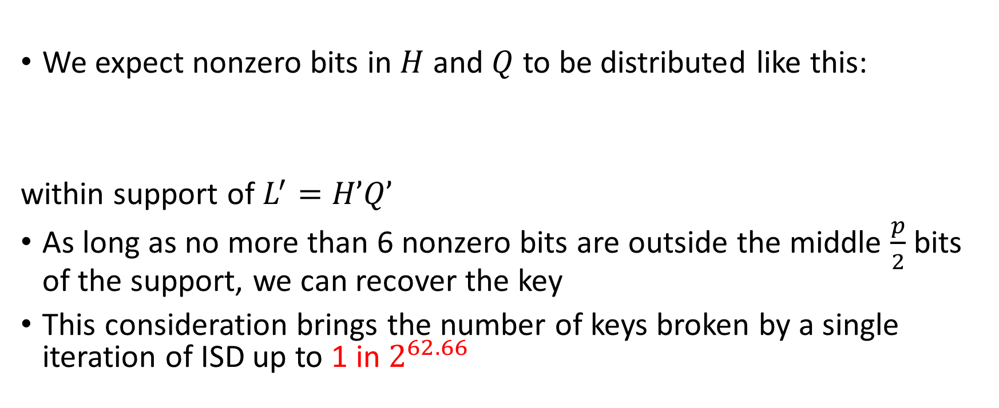 • We expect nonzero bits in H and Q to be distributed like this:
within support of L′ = H’Q’
• As long as no more than 6 nonzero bits are outside the middle p/2 bits
of the support, we can recover the key
• This consideration brings the number of keys broken by a single
iteration of ISD up to 1 in 2^62.66